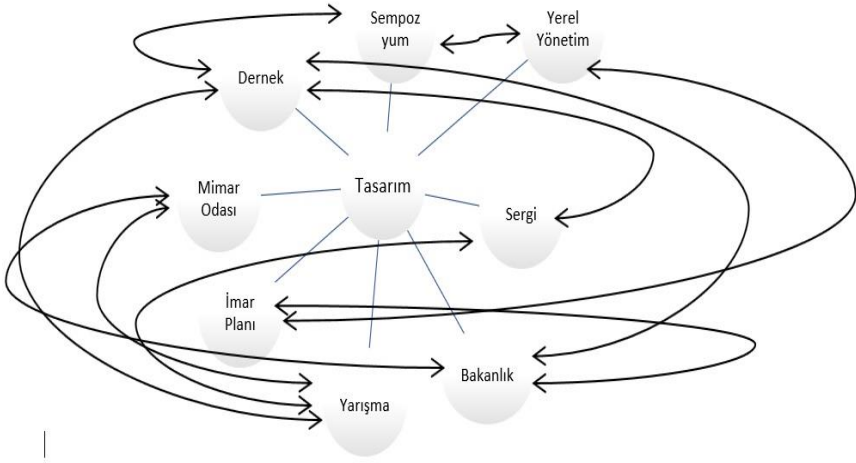 Sempoz
yum
Yerel
Yönetim
Dernek
Mimar
Odası
Tasarım
Sergi
İmar
Planı
Bakanlık
Yarışma